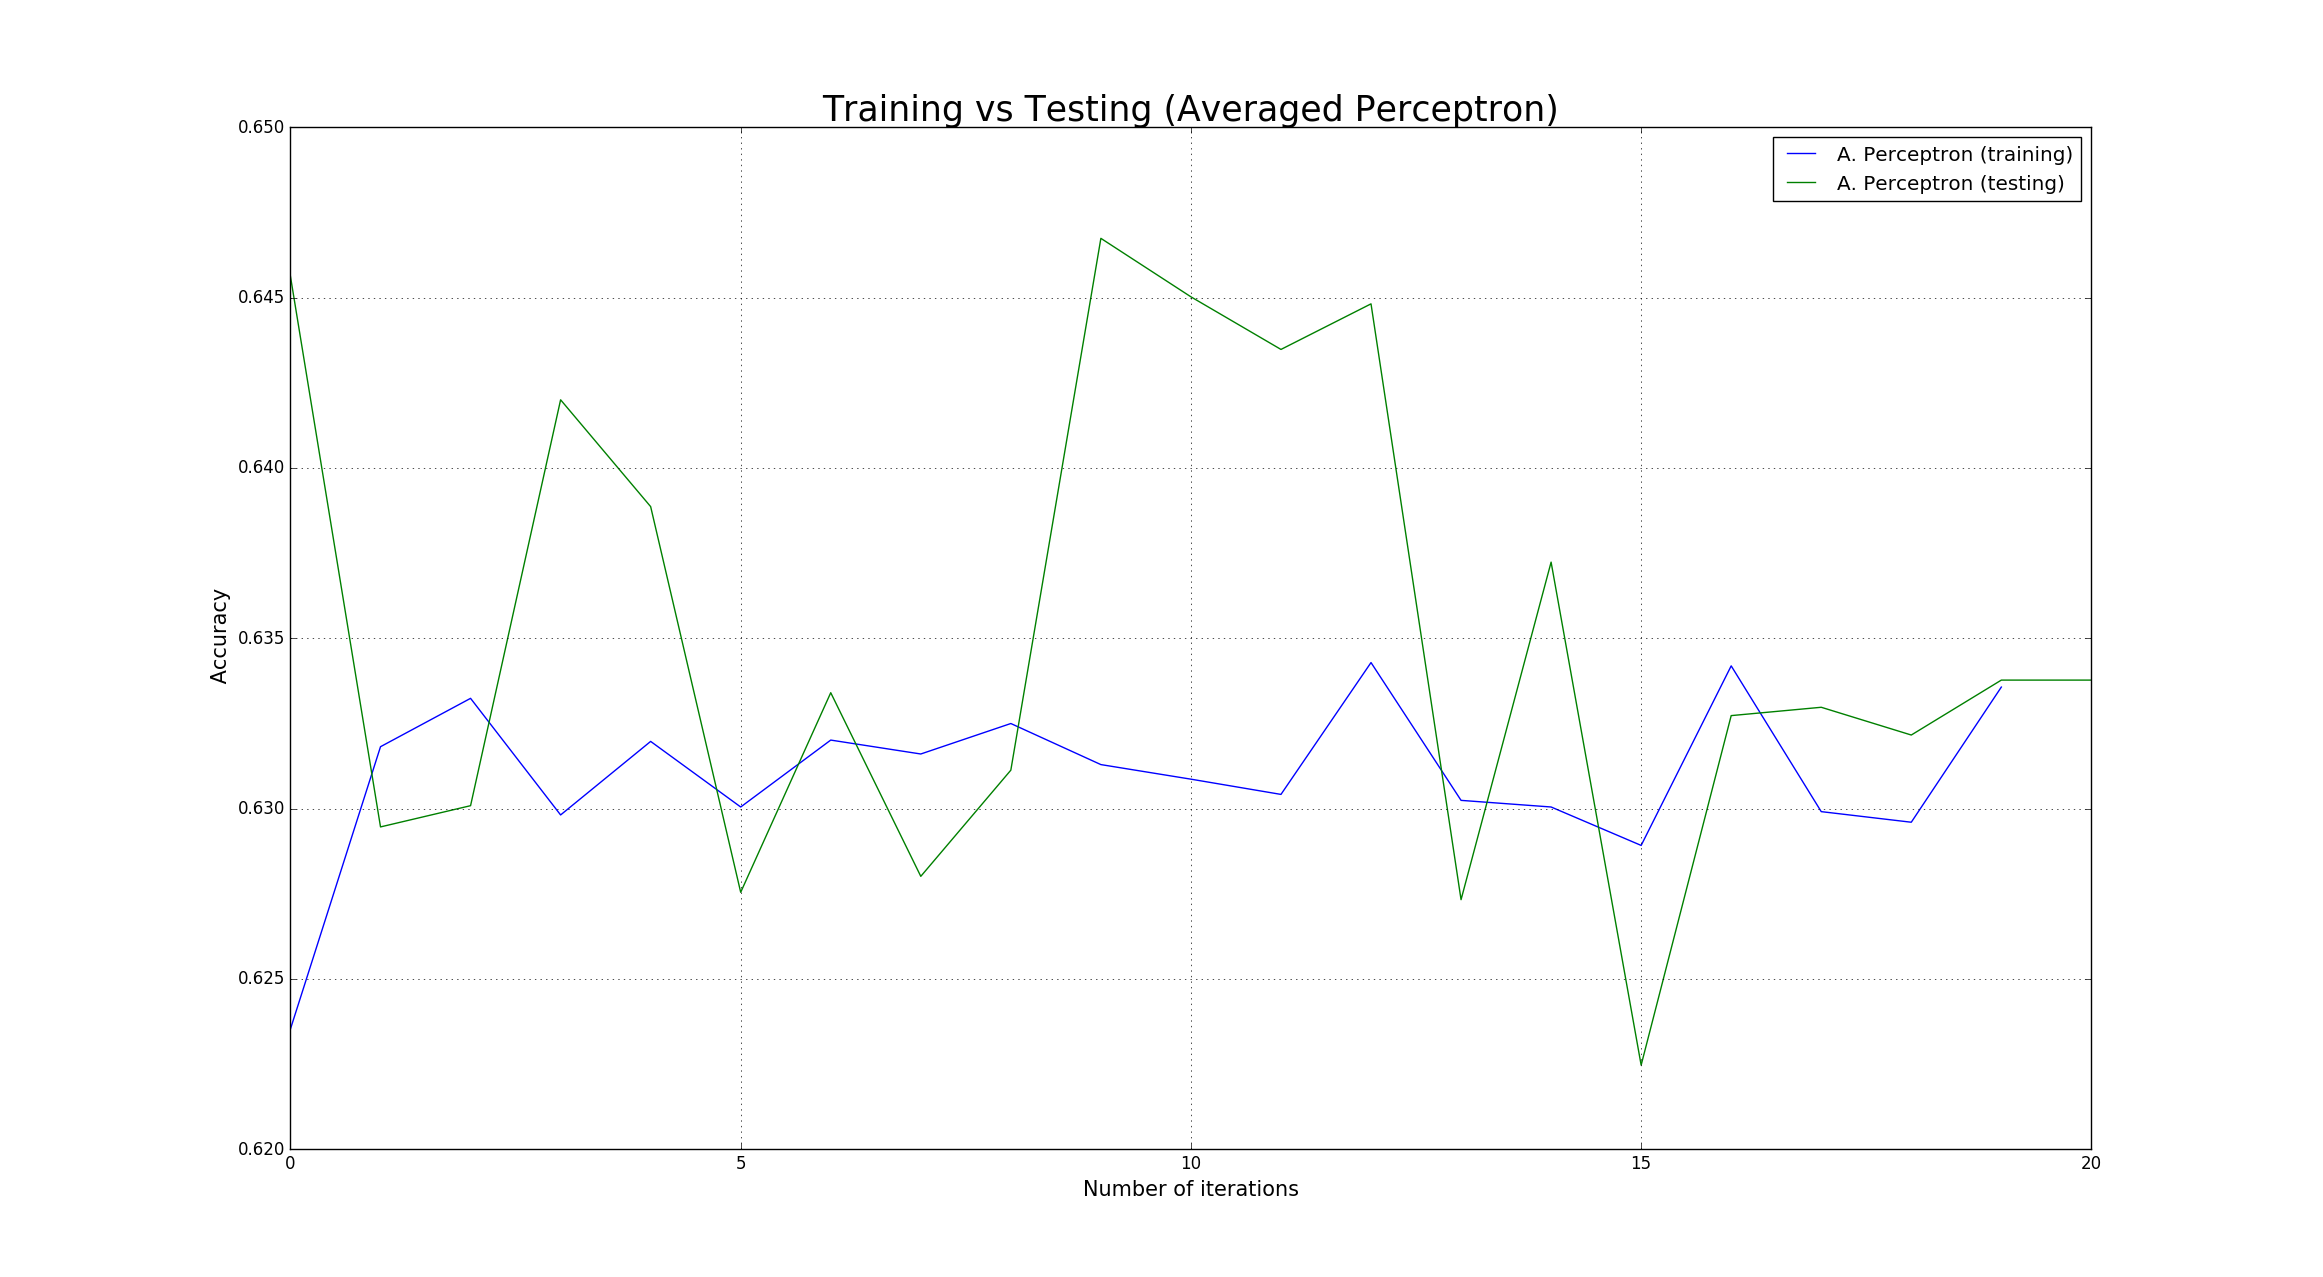 Training vs Testing (Averaged Perceptron)
A. Perceptron (training)
A. Perceptron (testing)
0.650
0.645
0.640
0.635
0.630
0.625
0.620
Accuracy
0 5 10 15 20
Number of iterations